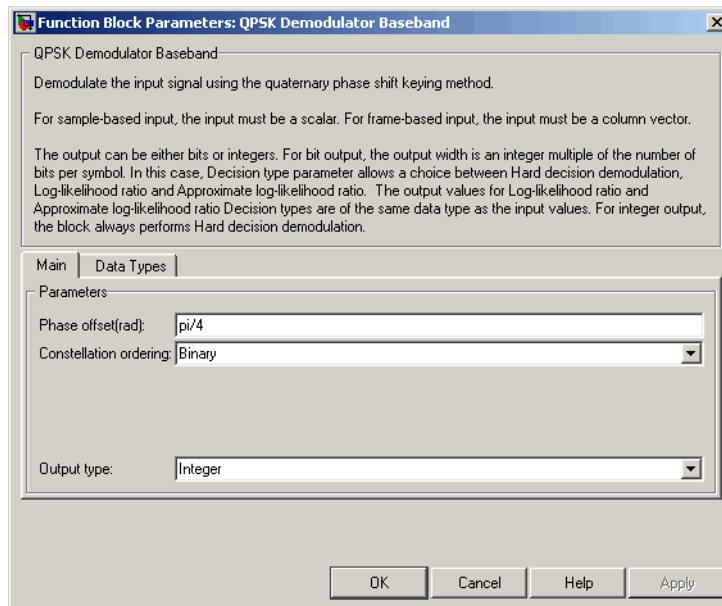 Function Block Parameters: QPSK Demodulator Baseband
QPSK Demodulator Baseband
Demodulate the input signal using the quaternary phase shift keying method.
For sample-based input, the input must be a scalar. For frame-based input, the input must be a column vector.
The output can be either bits or integers. For bit output, the output width is an integer multiple of the number of
bits per symbol. In this case, Decision type parameter allows a choice between Hard decision demodulation,
Log-likelihood ratio and Approximate log-likelihood ratio. The output values for Log-likelihood ratio and
Approximate log-likelihood ratio Decision types are of the same data type as the input values. For integer output,
the block always performs Hard decision demodulation.
Main Data Types
Parameters
Phase offset(rad): pi/4
Constellation ordering: Binary
Output type: Integer
OK Cancel Help Apply